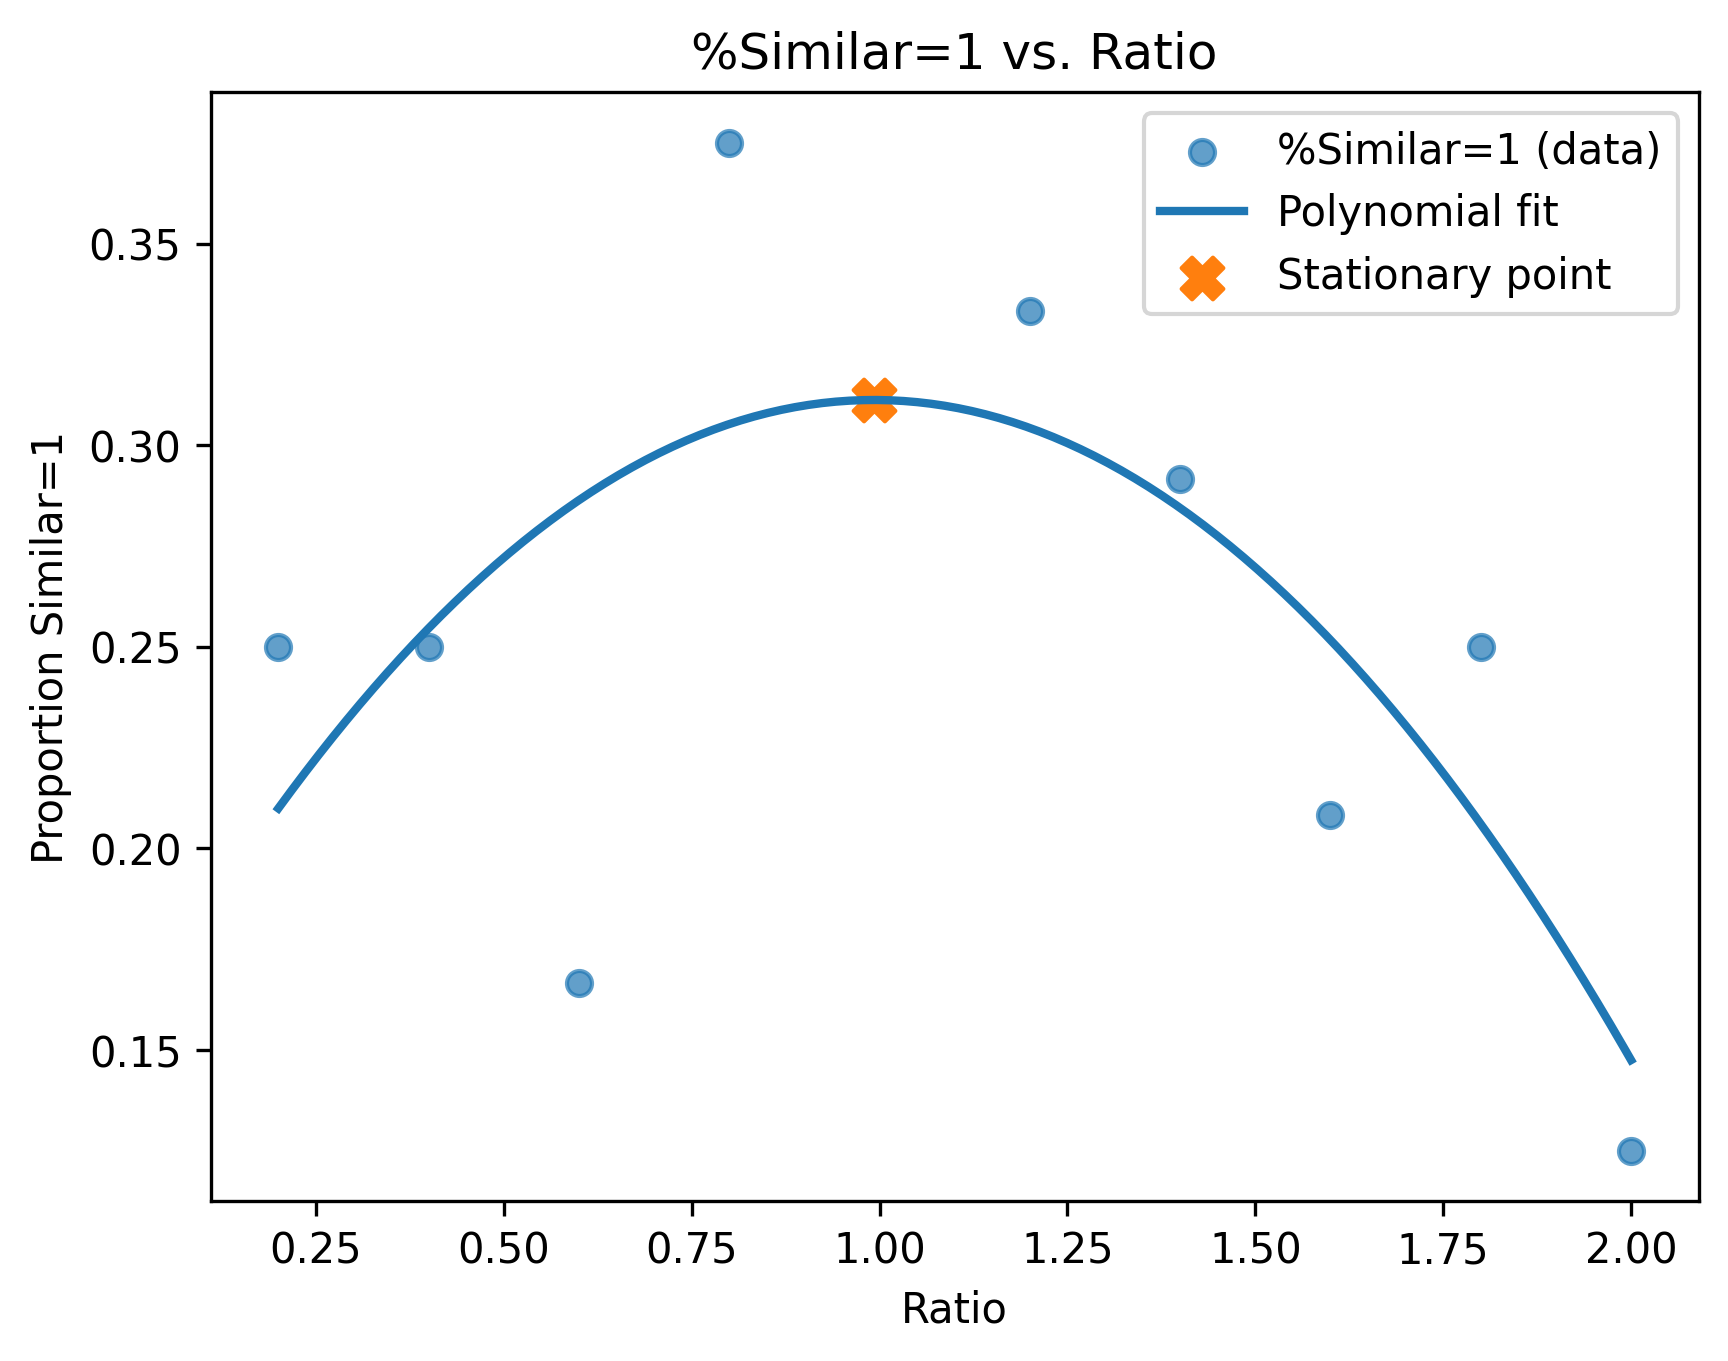 %Similar=1 vs. Ratio
%Similar=1 (data)
Polynomial fit
Stationary point
Proportion Similar=1
0.35
0.30
0.25
0.20
0.15
0.25 0.50 0.75 1.00 1.25 1.50 1.75 2.00
Ratio